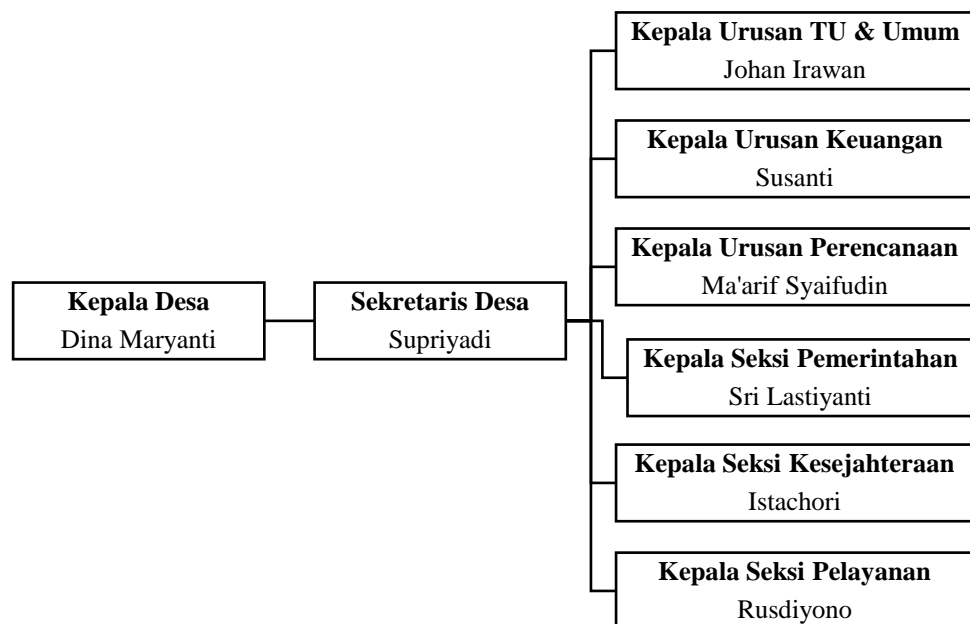 Kepala Desa
Dina Maryanti
Sekretaris Desa
Supriyadi
Kepala Urusan TU & Umum
Johan Irawan
Kepala Urusan Keuangan
Susanti
Kepala Urusan Perencanaan
Ma'arif Syaifudin
Kepala Seksi Pemerintahan
Sri Lastiyanti
Kepala Seksi Kesejahteraan
Istachori
Kepala Seksi Pelayanan
Rusdiyono